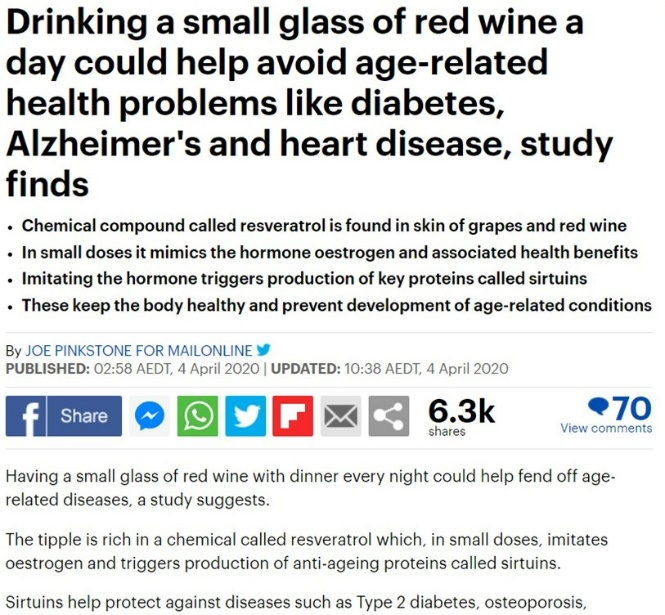 Drinking a small glass of red wine a
day could help avoid age-related
health problems like diabetes,
Alzheimer's and heart disease, study
finds
• Chemical compound called resveratrol is found in skin of grapes and red wine
• In small doses it mimics the hormone oestrogen and associated health benefits
• Imitating the hormone triggers production of key proteins called sirtuins
• These keep the body healthy and prevent development of age-related conditions
By JOE PINKSTONE FOR MAILONLINE
PUBLISHED: 02:58 AEDT, 4 April 2020 | UPDATED: 10:38 AEDT, 4 April 2020
f Share 6.3k 70
shares View comments
Having a small glass of red wine with dinner every night could help fend off age-
related diseases, a study suggests.
The tipple is rich in a chemical called resveratrol which, in small doses, imitates
oestrogen and triggers production of anti-ageing proteins called sirtuins.
Sirtuins help protect against diseases such as Type 2 diabetes, osteoporosis,